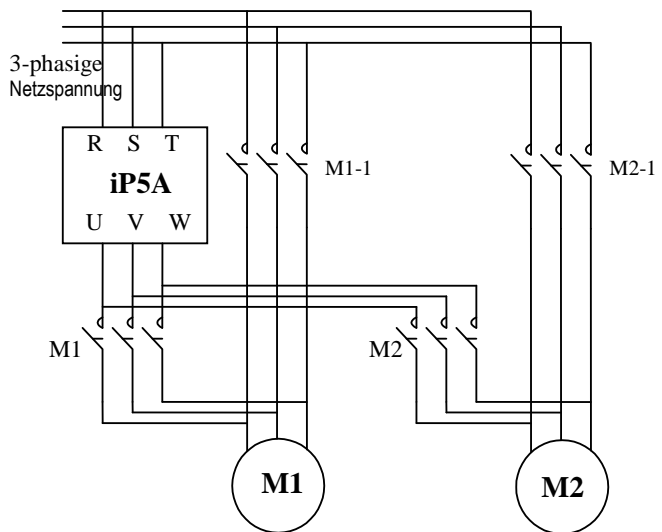 3-phasige
Netzspannung
R S T
iP5A
U V W
M1-1
M2-1
M1
M2
M1
M2